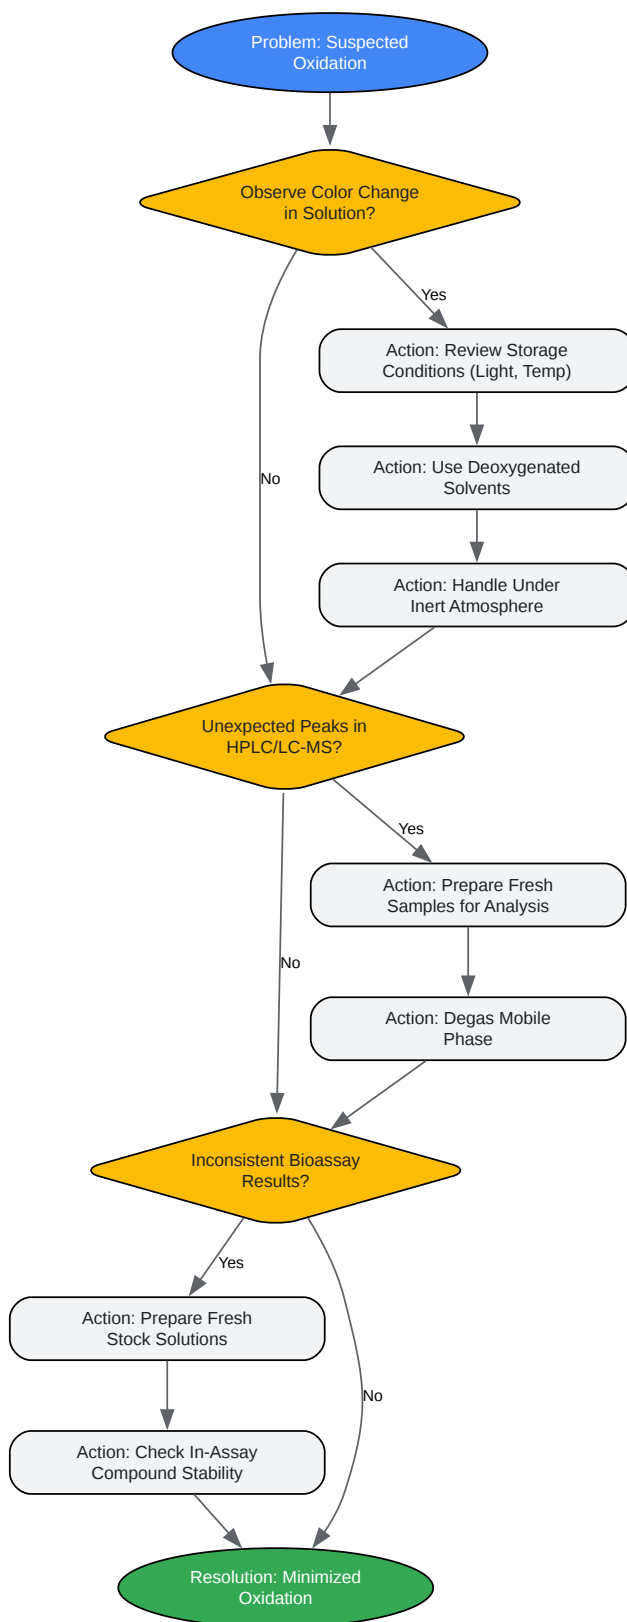 Problem: Suspected
Oxidation
Observe Color Change
in Solution?
Yes
Action: Review Storage
Conditions (Light, Temp)
Action: Use Deoxygenated
Solvents
No
Action: Handle Under
Inert Atmosphere
Unexpected Peaks in
HPLC/LC-MS?
Yes
Action: Prepare Fresh
Samples for Analysis
No
Action: Degas Mobile
Phase
Inconsistent Bioassay
Results?
Yes
Action: Prepare Fresh
Stock Solutions
No
Action: Check In-Assay
Compound Stability
Resolution: Minimized
Oxidation